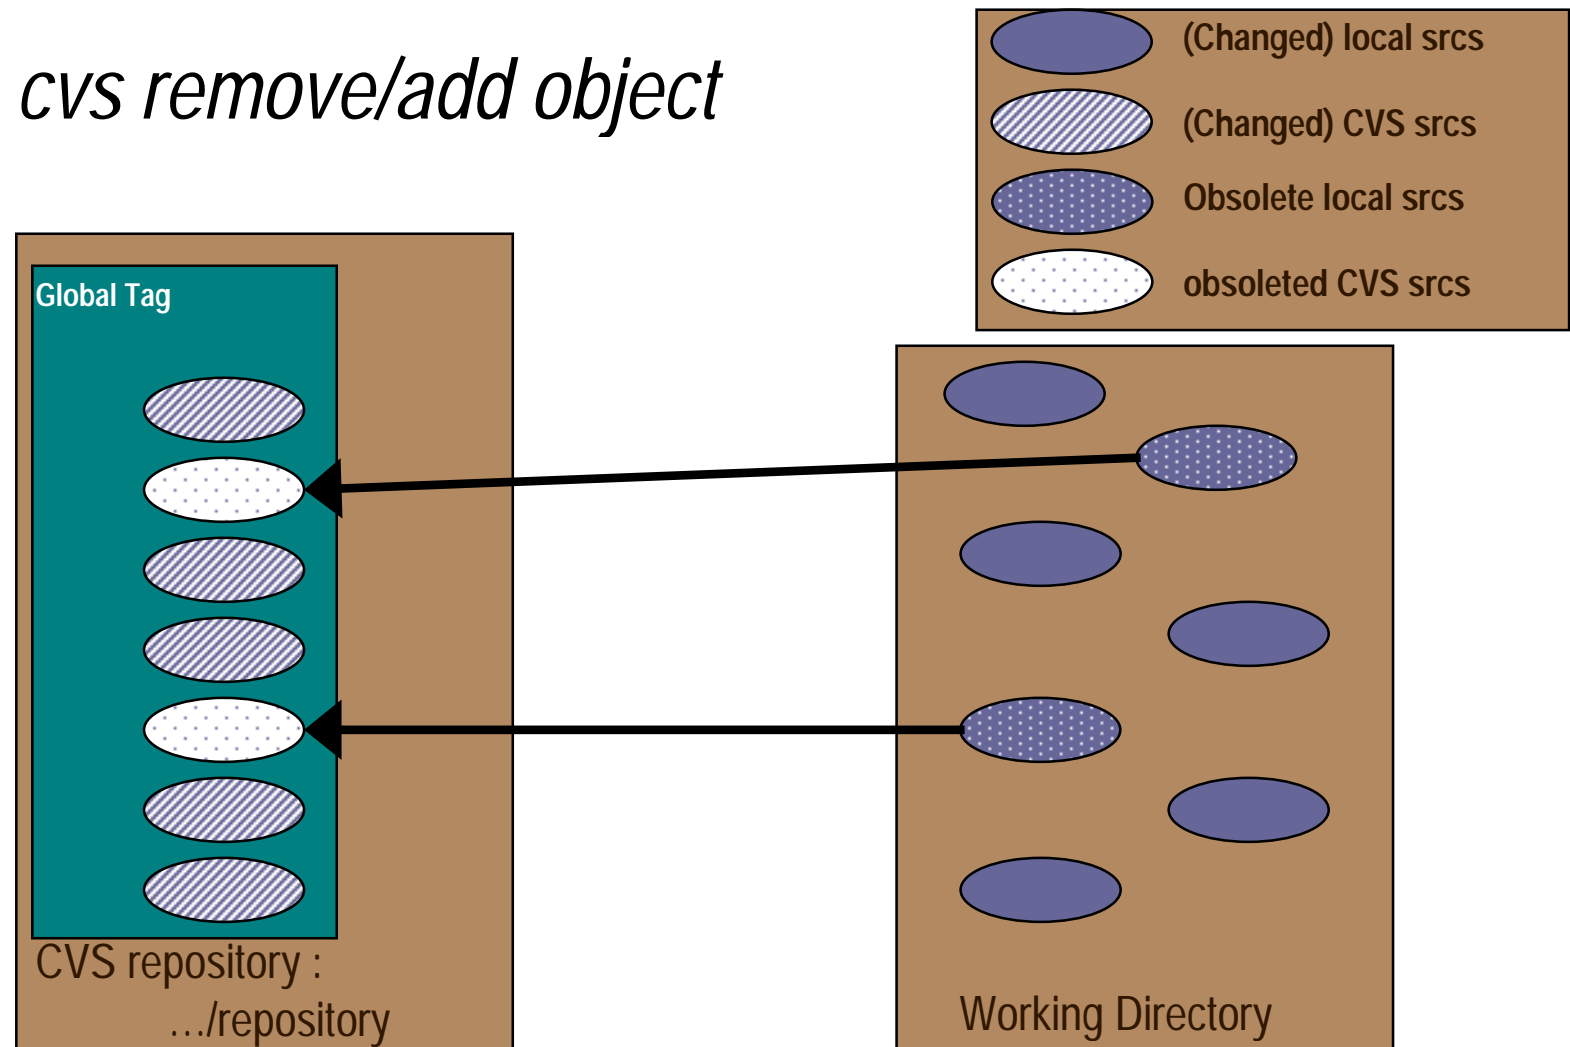 cvs remove/add object
(Changed) local srcs
(Changed) CVS srcs
Obsolete local srcs
obsoleted CVS srcs
Global Tag
CVS repository :
…/repository
Working Directory